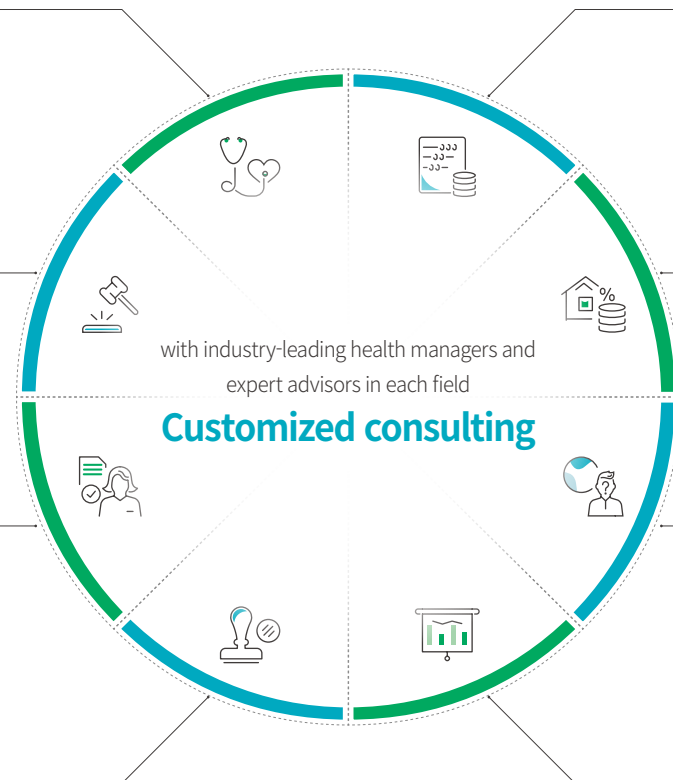 with industry-leading health managers and
expert advisors in each field
Customized consulting